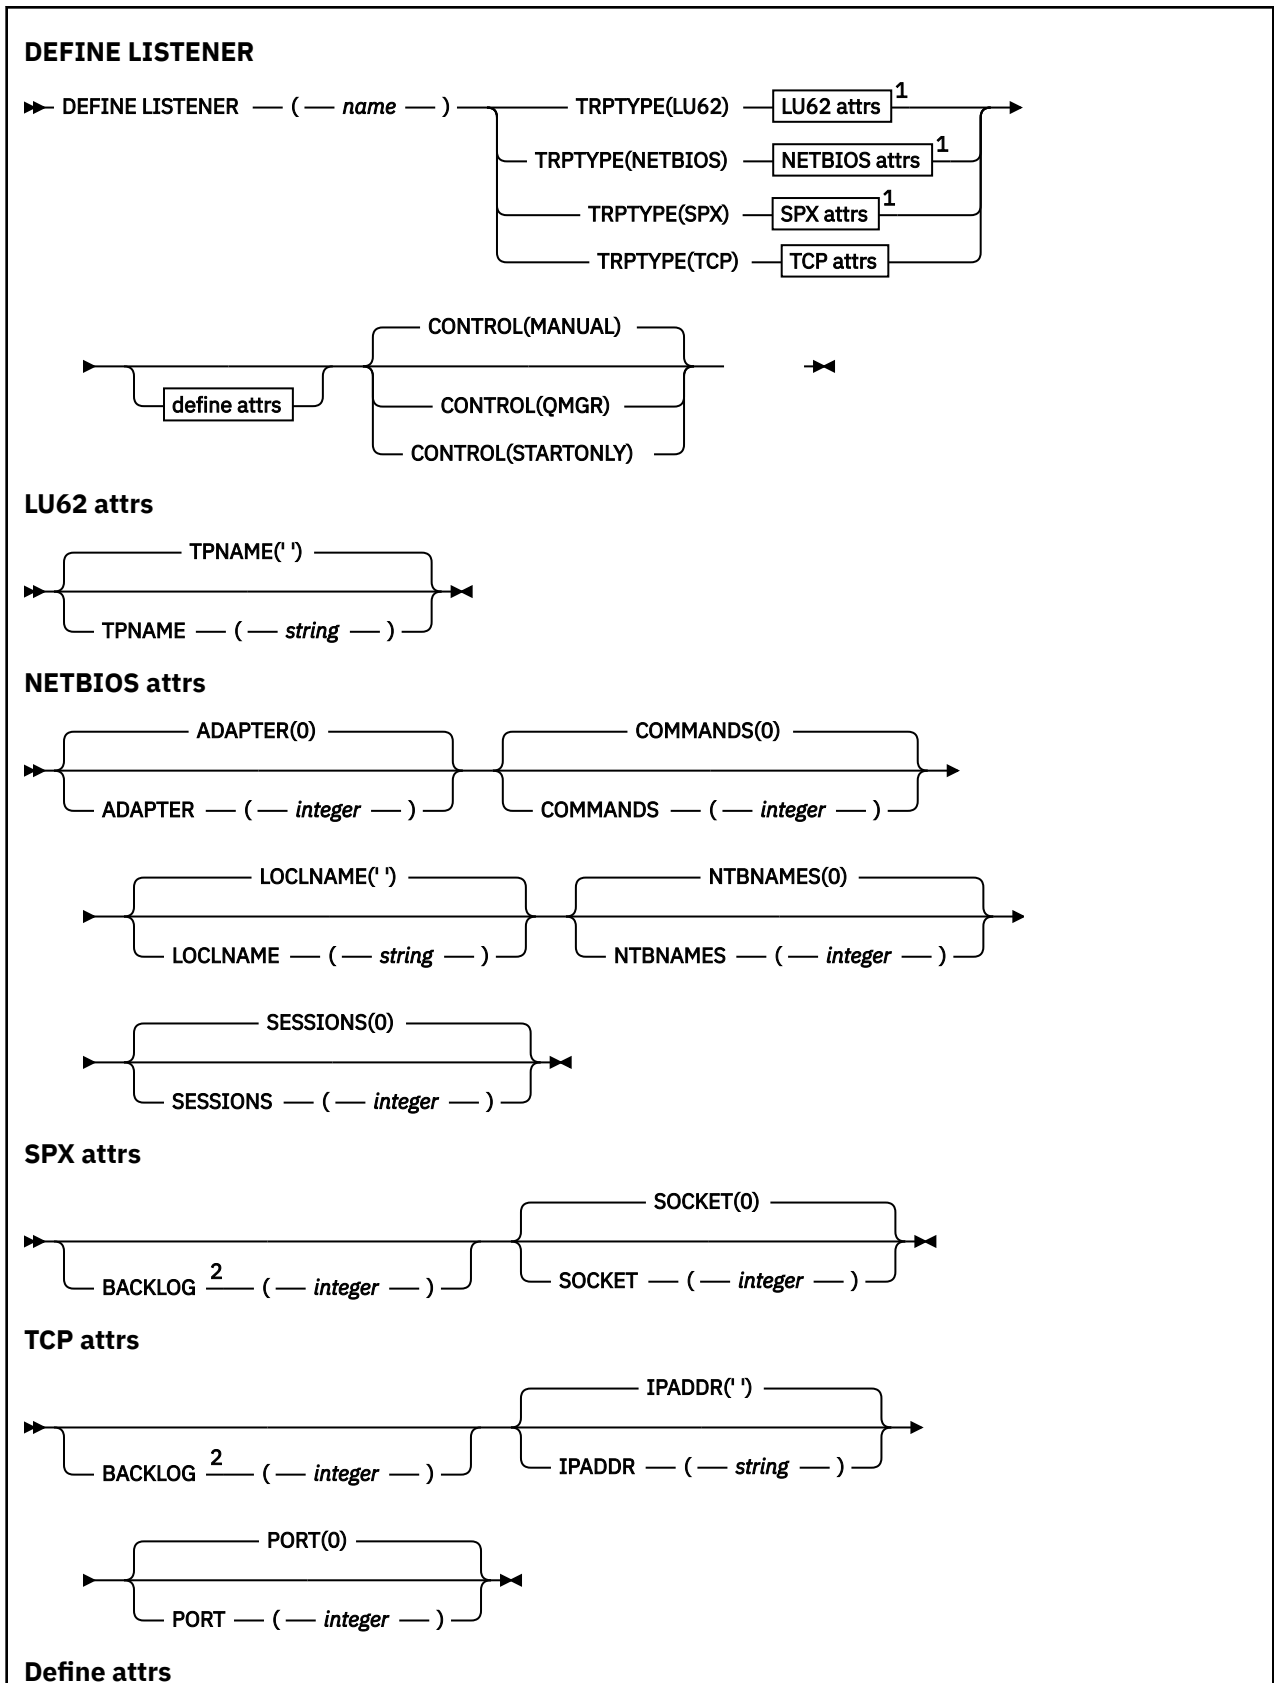 DEFINE LISTENER
DEFINE LISTENER ( name ) TRPTYPE(LU62) LU62 attrs 1
TRPTYPE(NETBIOS) NETBIOS attrs 1
TRPTYPE(SPX) SPX attrs 1
TRPTYPE(TCP) TCP attrs
CONTROL(MANUAL)
define attrs CONTROL(QMGR)
CONTROL(STARTONLY)
LU62 attrs
TPNAME(' ')
TPNAME ( string )
NETBIOS attrs
ADAPTER(0) COMMANDS(0)
ADAPTER ( integer ) COMMANDS ( integer )
LOCLNAME(' ') NTBNAMES(0)
LOCLNAME ( string ) NTBNAMES ( integer )
SESSIONS(0)
SESSIONS ( integer )
SPX attrs
SOCKET(0)
BACKLOG 2 ( integer ) SOCKET ( integer )
TCP attrs
IPADDR(' ')
BACKLOG 2 ( integer ) IPADDR ( string )
PORT(0)
PORT ( integer )
Define attrs